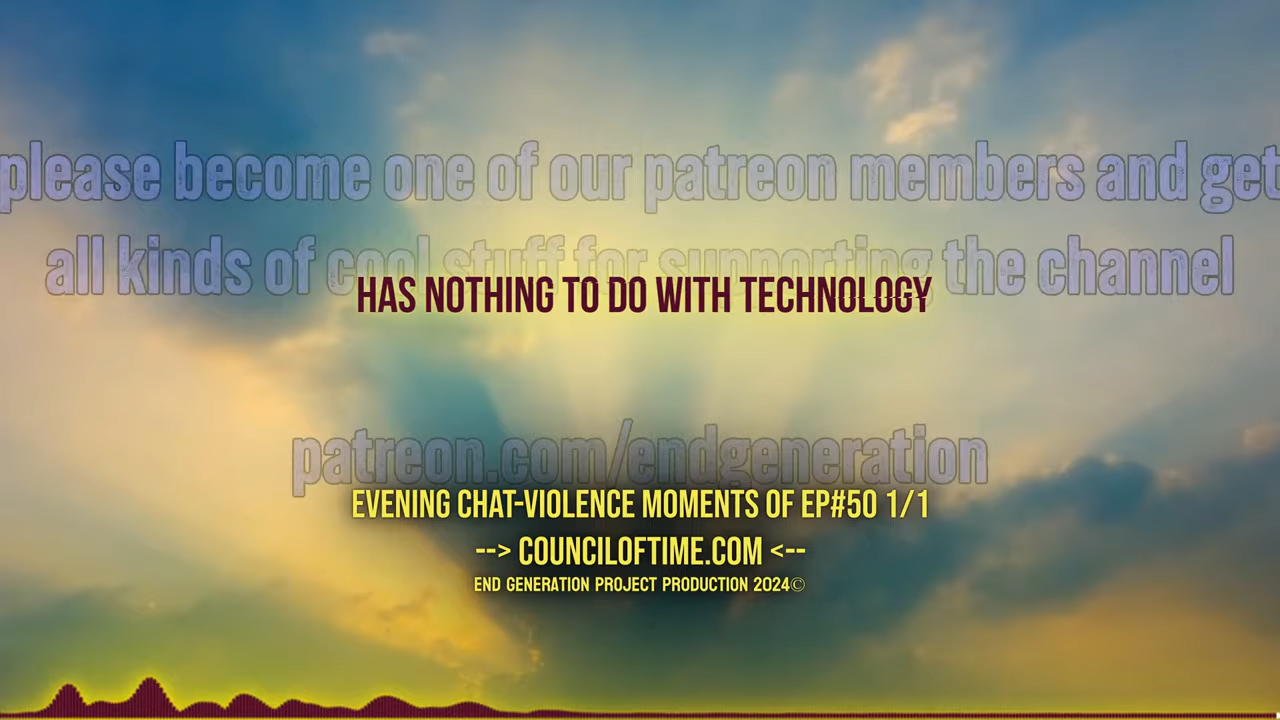 please become one of our patreon members and get
all kinds of cool stuff for supporting the channel
HAS NOTHING TO DO WITH TECHNOLOGY
patreon.com/endgeneration
EVENING CHAT-VIOLENCE MOMENTS OF EP#50 1/1
--> COUNCILOFTIME.COM <--
END GENERATION PROJECT PRODUCTION 2024©